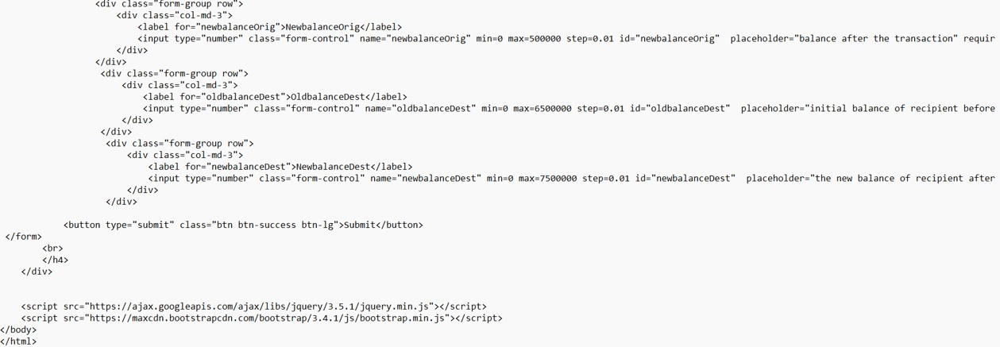 <div class="form-group row">
<div class="col-md-3">
<label for="newbalanceOrig">NewbalanceOrig</label>
<input type="number" class="form-control" name="newbalanceOrig" min=0 max=500000 step=0.01 id="newbalanceOrig"  placeholder="balance after the transaction" requir
</div>
</div>
<div class="form-group row">
<div class="col-md-3">
<label for="oldbalanceDest">OldbalanceDest</label>
<input type="number" class="form-control" name="oldbalanceDest" min=0 max=6500000 step=0.01 id="oldbalanceDest"  placeholder="initial balance of recipient before
</div>
</div>
<div class="form-group row">
<div class="col-md-3">
<label for="newbalanceDest">NewbalanceDest</label>
<input type="number" class="form-control" name="newbalanceDest" min=0 max=7500000 step=0.01 id="newbalanceDest"  placeholder="the new balance of recipient after
</div>
</div>
<button type="submit" class="btn btn-success btn-lg">Submit</button>
</form>
<br>
</h4>
</div>
<script src="https://ajax.googleapis.com/ajax/libs/jquery/3.5.1/jquery.min.js"></script>
<script src="https://maxcdn.bootstrapcdn.com/bootstrap/3.4.1/js/bootstrap.min.js"></script>
</body>
</html>